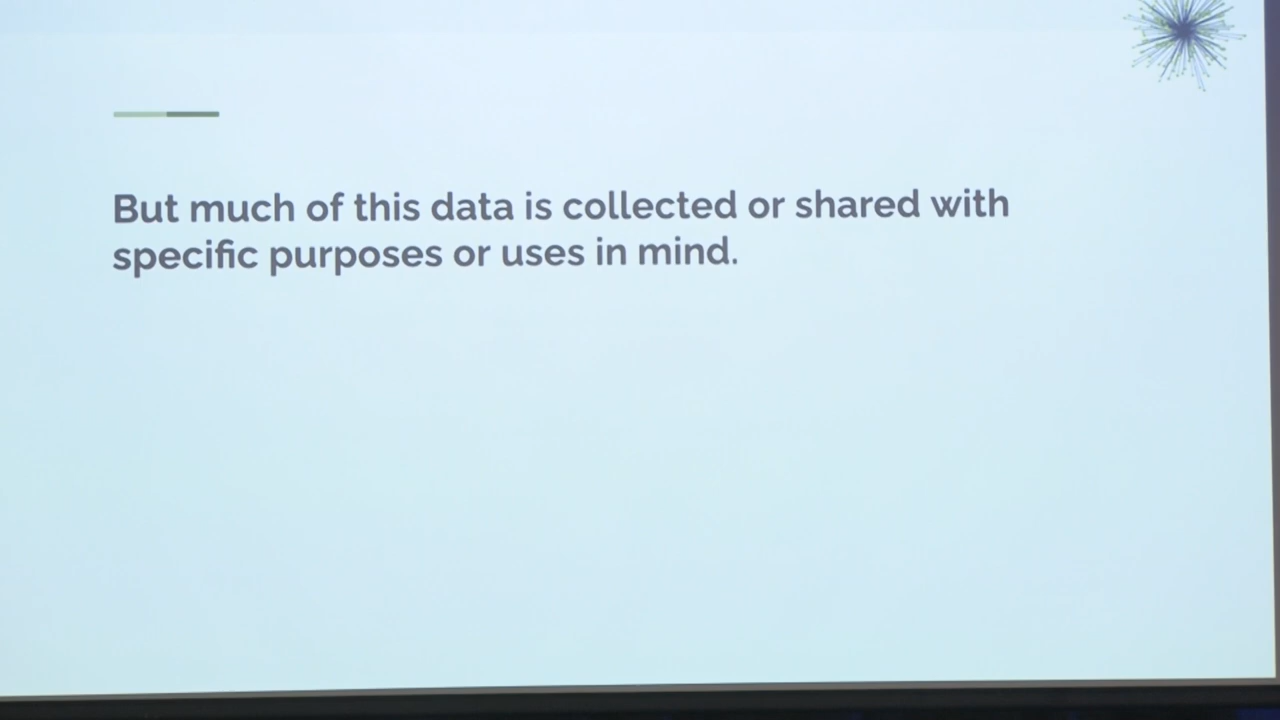 But much of this data is collected or shared with
specific purposes or uses in mind.